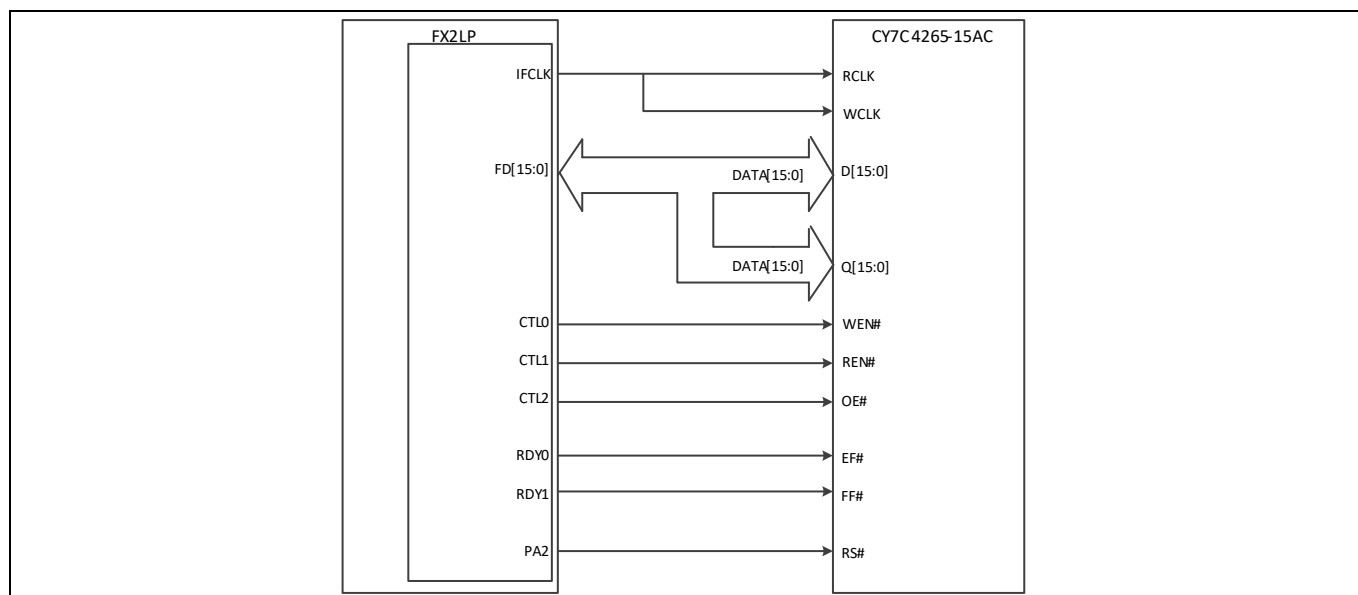 FX2LP
CY7C4265-15AC
IFCLK
RCLK
WCLK
FD[15:0]
DATA[15:0]
D[15:0]
DATA[15:0]
Q[15:0]
CTL0
WEN#
CTL1
REN#
CTL2
OE#
RDY0
EF#
RDY1
FF#
PA2
RS#